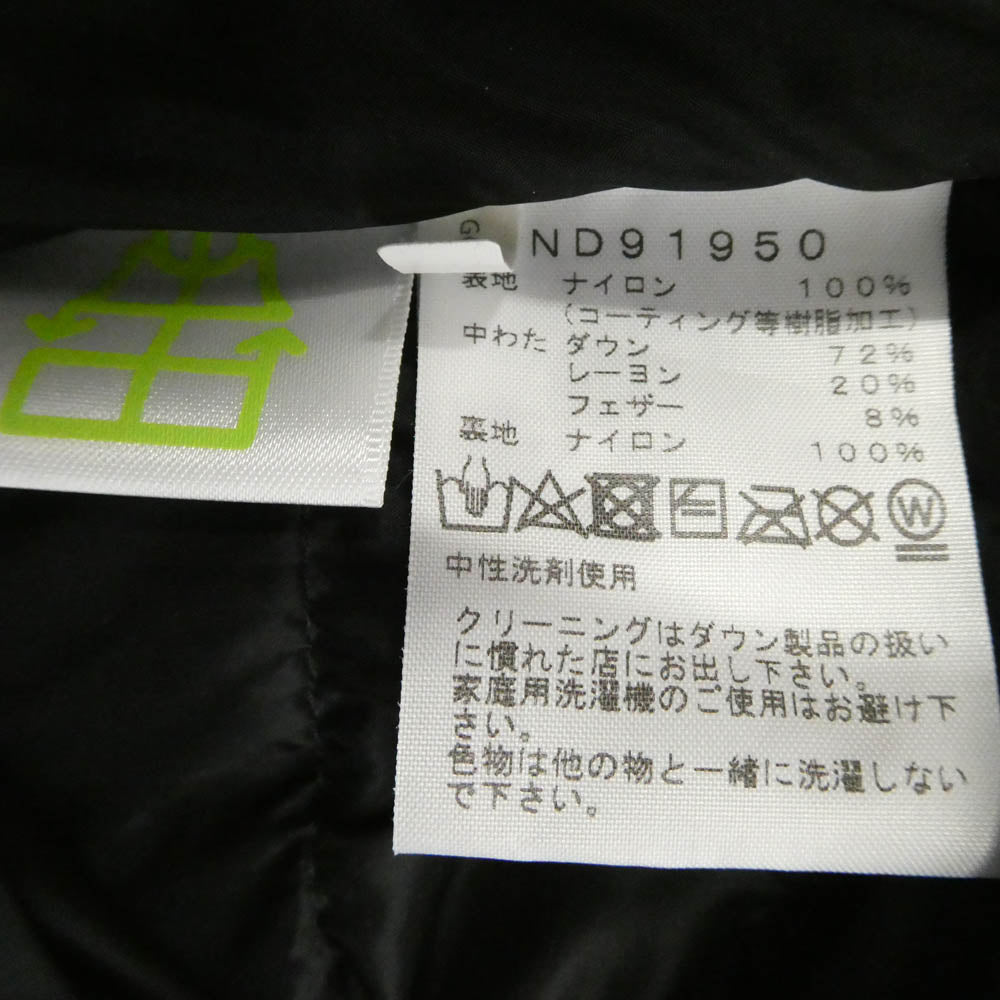 ND91950
表地 ナイロン 100%
(コーティング等樹脂加工)
中わた ダウン 72%
レーヨン 20%
フェザー 8%
裏地 ナイロン 100%
W
中性洗剤使用
クリーニングはダウン製品の扱い
に慣れた店にお出し下さい。
家庭用洗濯機のご使用はお避け下
さい。
色物は他の物と一緒に洗濯しない
で下さい。